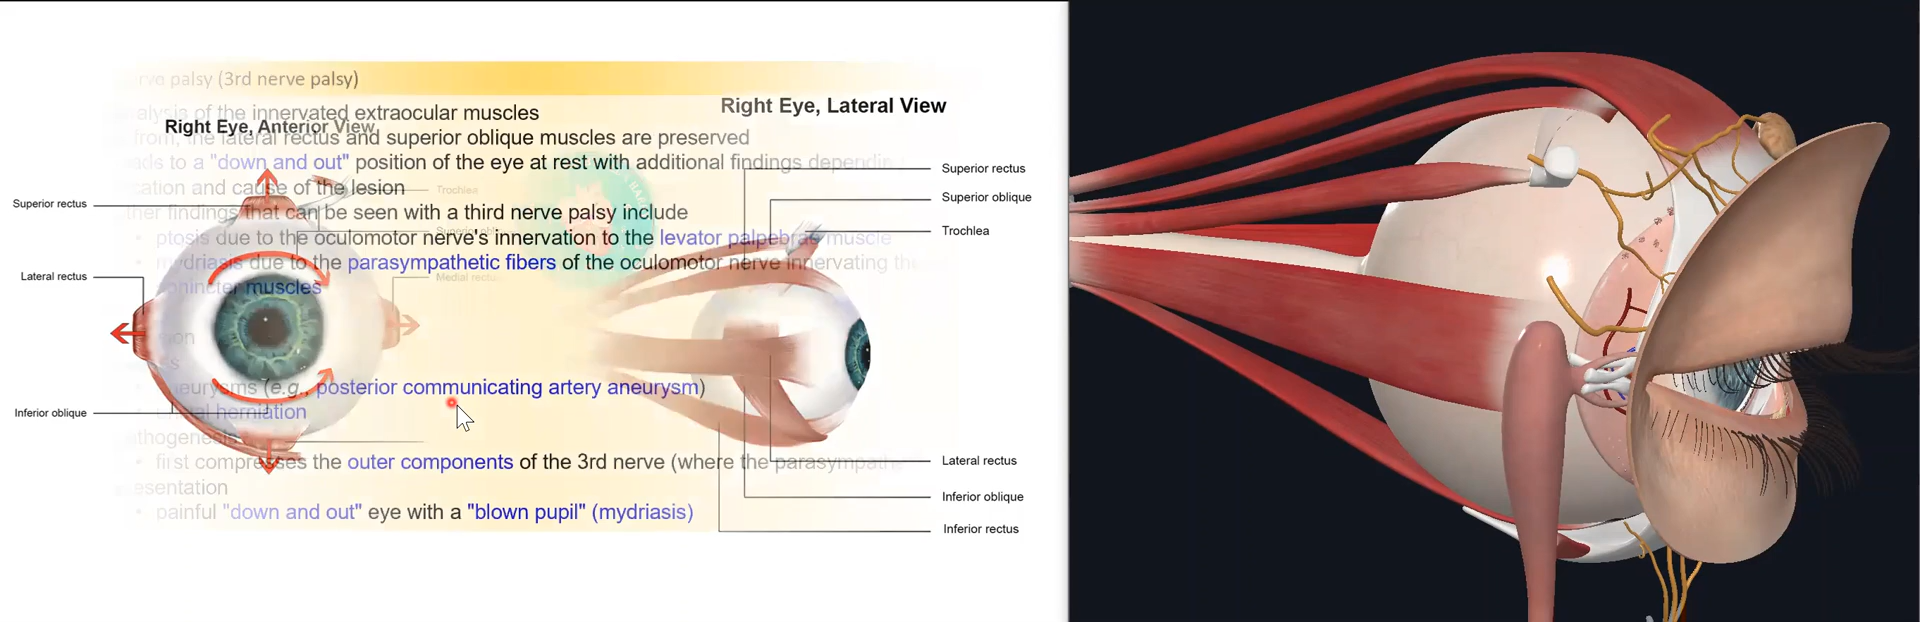 rve palsy (3rd nerve palsy)
Right Eye, Lateral View
alysis of the innervated extraocular muscles
Right Eye, Anterior View
from, the lateral rectus and superior oblique muscles are preserved
ads to a "down and out" position of the eye at rest with additional findings dependin
Superior rectus
cation and cause of the lesion
Trochlea
Superior oblique
Superior rectus
her findings that can be seen with a third nerve palsy include
ptosis due to the oculomotor nerve's innervation to the levator palpebrae muscle
Trochlea
mydriasis due to the parasympathetic fibers of the oculomotor nerve innervating the
Lateral rectus
Medial rectus
sphincter muscles
aneurysms (e.g., posterior communicating artery aneurysm)
Inferior oblique
uncal herniation
athogenesis
first compresses the outer components of the 3rd nerve (where the parasympathe
Lateral rectus
esentation
Inferior oblique
painful "down and out" eye with a "blown pupil" (mydriasis)
Inferior rectus